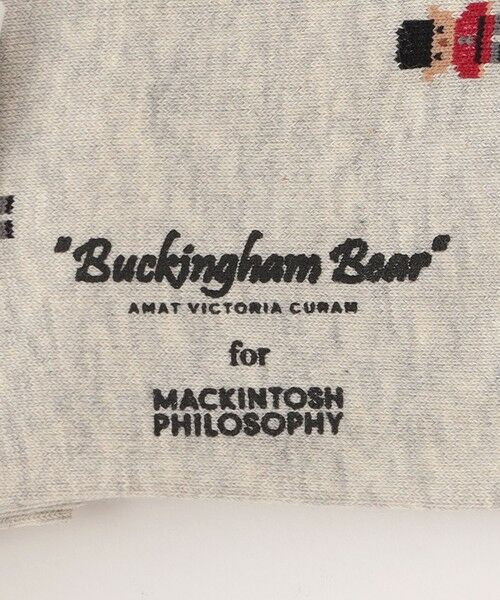 "Buckingham Bear"
AMAT VICTORIA CURAM
for
MACKINTOSH
PHILOSOPHY